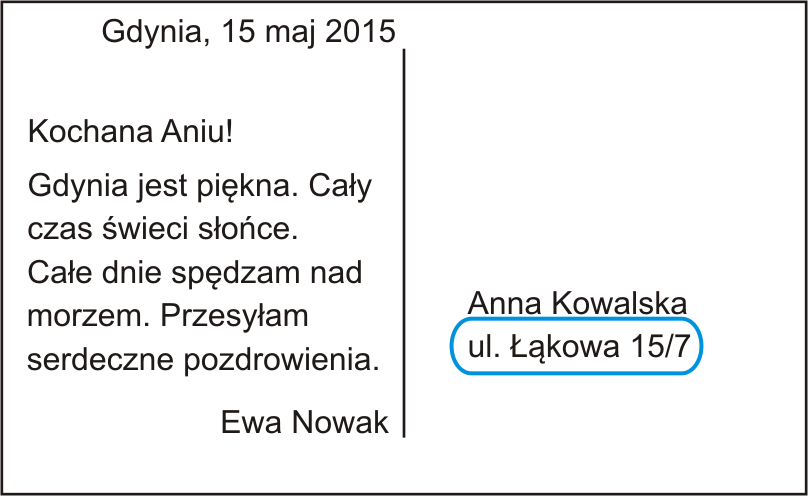 Gdynia, 15 maj 2015
Kochana Aniu!
Gdynia jest piękna. Cały
czas świeci słońce.
Całe dnie spędzam nad
morzem. Przesyłam
serdeczne pozdrowienia.
Ewa Nowak
Anna Kowalska
ul. Łąkowa 15/7